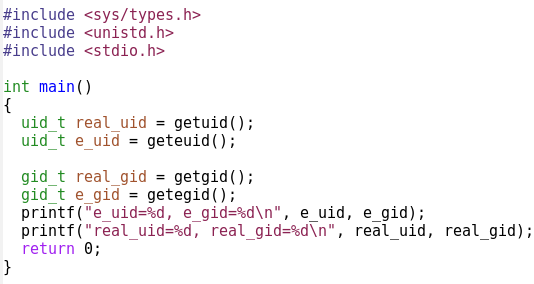 #include <sys/types.h>
#include <unistd.h>
#include <stdio.h>

int main()
{
  uid_t real_uid = getuid();
  uid_t e_uid = geteuid();

  gid_t real_gid = getgid();
  gid_t e_gid = getegid();
  printf("e_uid=%d, e_gid=%d\n", e_uid, e_gid);
  printf("real_uid=%d, real_gid=%d\n", real_uid, real_gid);
  return 0;
}